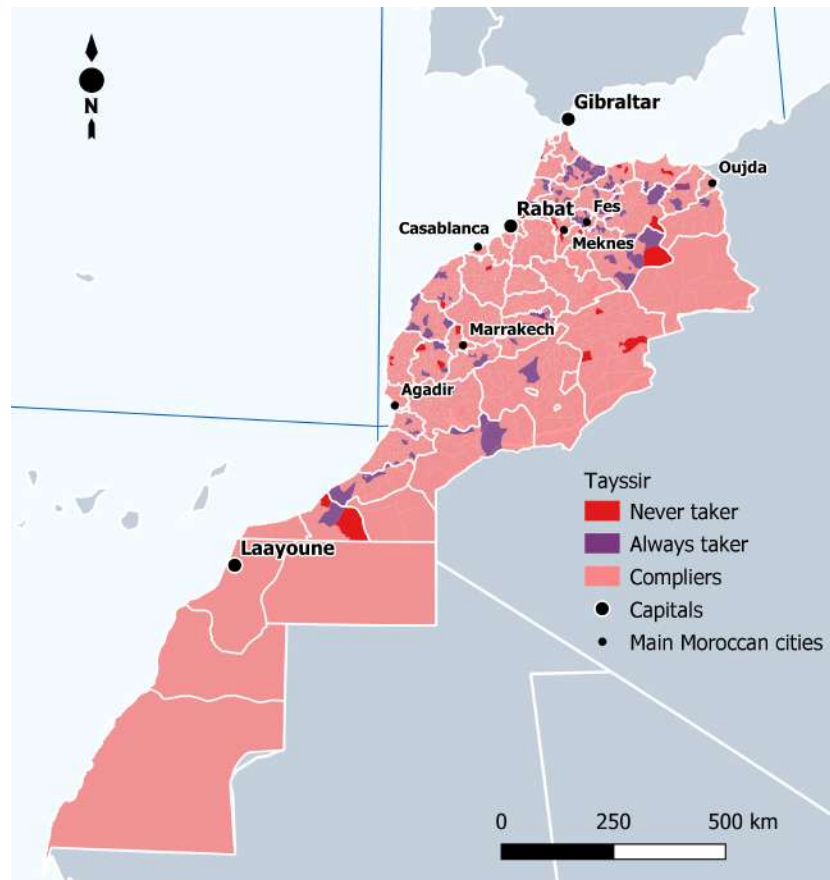 N
Gibraltar
Oujda
Rabat
Fes
Casablanca
Meknes
Marrakech
Agadir
Laayoune
Tayssir
Never taker
Always taker
Compliers
Capitals
Main Moroccan cities
0 250 500 km